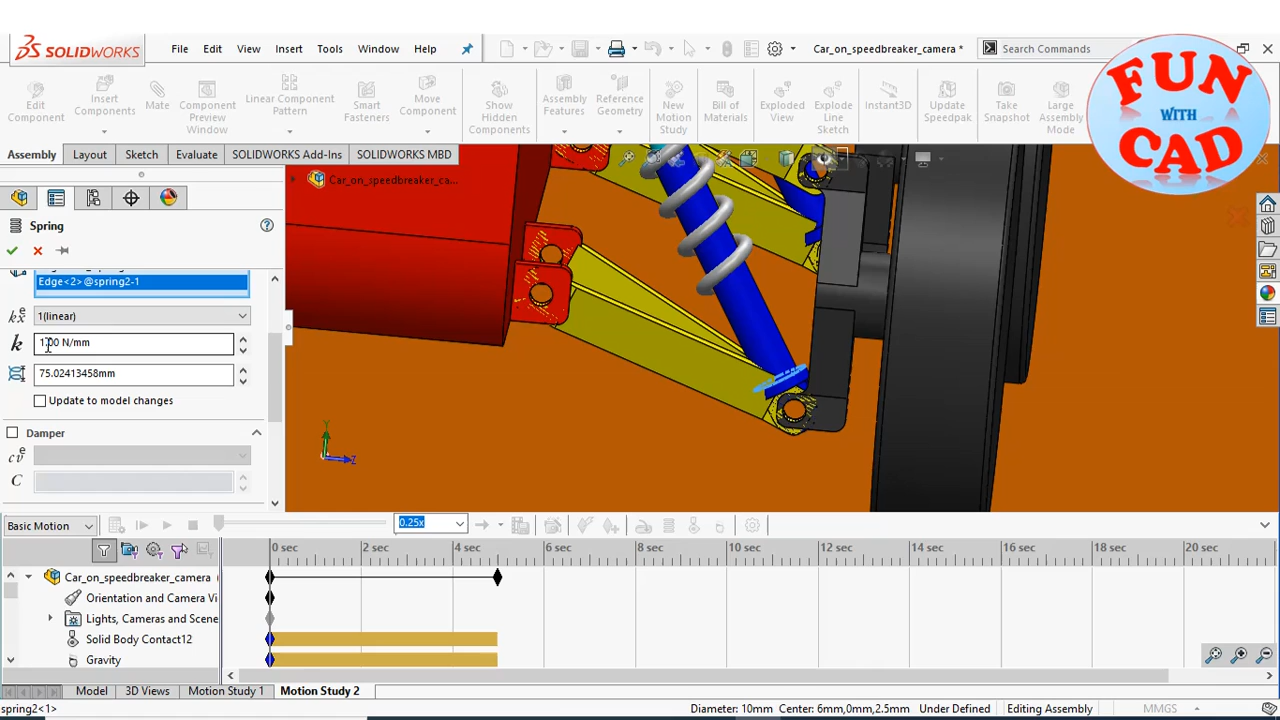 SOLIDWORKS
File Edit View Insert Tools Window Help
Car_on_speedbreaker_camera *
Search Commands
Edit Component
Insert Components
Mate
Component Preview Window
Linear Component Pattern
Smart Fasteners
Move Component
Show Hidden Components
Assembly Features
Reference Geometry
New Motion Study
Bill of Materials
Exploded View
Explode Line Sketch
Instant3D
Update Speedpak
Take Snapshot
Large Assembly Mode
FUN
WITH
CAD
Assembly Layout Sketch Evaluate SOLIDWORKS Add-Ins SOLIDWORKS MBD
Car_on_speedbreaker_ca...
Spring
Edge<2>@spring2-1
kxe 1(linear)
k 1.00 N/mm
75.02413458mm
Update to model changes
Damper
cve
C
Y
Z
Basic Motion
0.25x
0 sec 2 sec 4 sec 6 sec 8 sec 10 sec 12 sec 14 sec 16 sec 18 sec 20 sec
Car_on_speedbreaker_camera (
Orientation and Camera Vi
Lights, Cameras and Scene
Solid Body Contact12
Gravity
Model 3D Views Motion Study 1 Motion Study 2
spring2<1>
Diameter: 10mm Center: 6mm,0mm,2.5mm Under Defined Editing Assembly MMGS